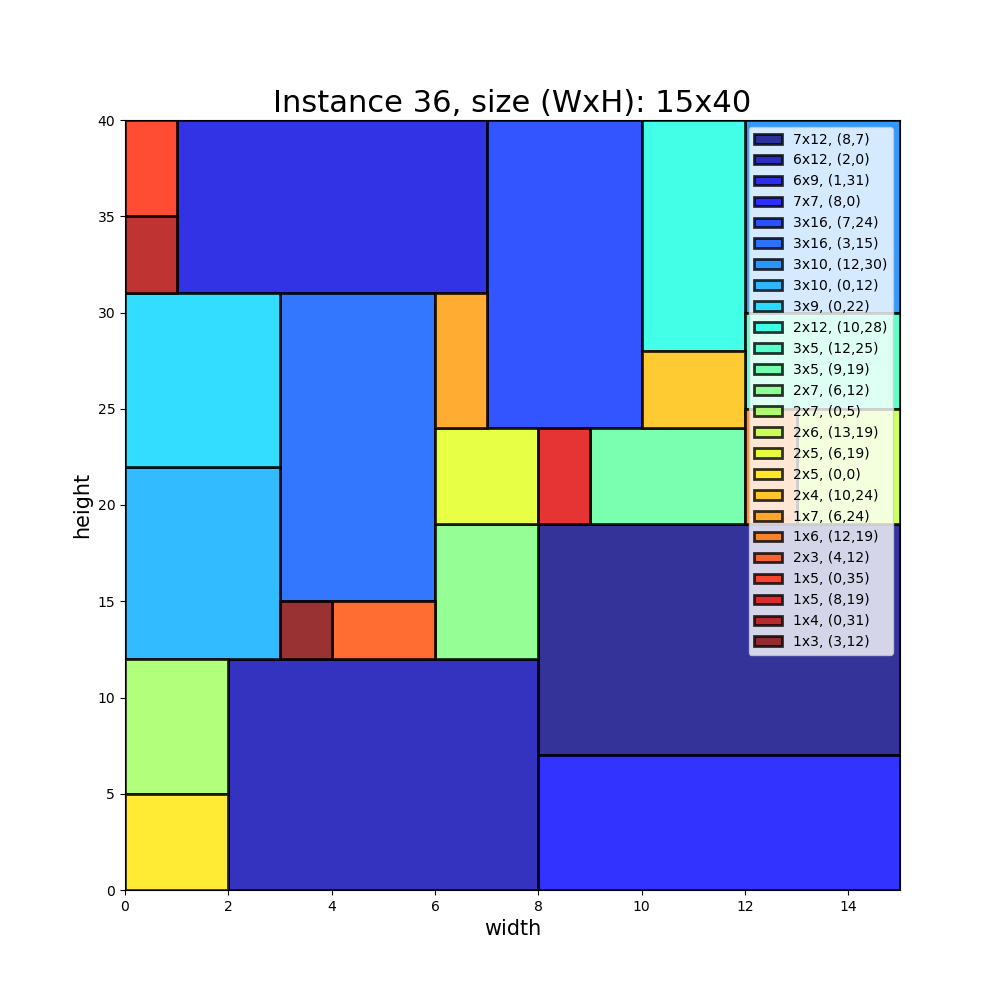 Instance 36, size (WxH): 15x40
height
40
35
30
25
20
15
10
5
0
7x12, (8,7)
6x12, (2,0)
6x9, (1,31)
7x7, (8,0)
3x16, (7,24)
3x16, (3,15)
3x10, (12,30)
3x10, (0,12)
3x9, (0,22)
2x12, (10,28)
3x5, (12,25)
3x5, (9,19)
2x7, (6,12)
2x7, (0,5)
2x6, (13,19)
2x5, (6,19)
2x5, (0,0)
2x4, (10,24)
1x7, (6,24)
1x6, (12,19)
2x3, (4,12)
1x5, (0,35)
1x5, (8,19)
1x4, (0,31)
1x3, (3,12)
0 2 4 6 8 10 12 14
width